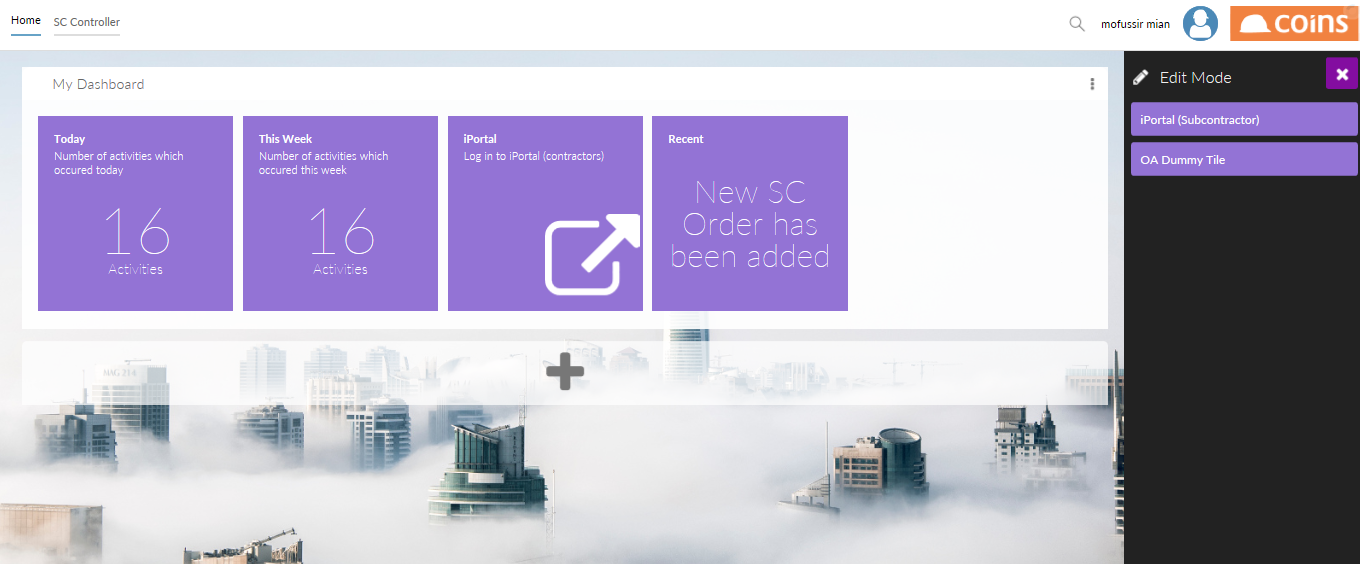 Home
SC Controller
mofussir mian
coins
My Dashboard
Edit Mode
iPortal (Subcontractor)
OA Dummy Tile
Today
Number of activities which
occured today
16
Activities
This Week
Number of activities which
occured this week
16
Activities
iPortal
Log in to iPortal (contractors)
Recent
New SC
Order has
been added
MAG 214